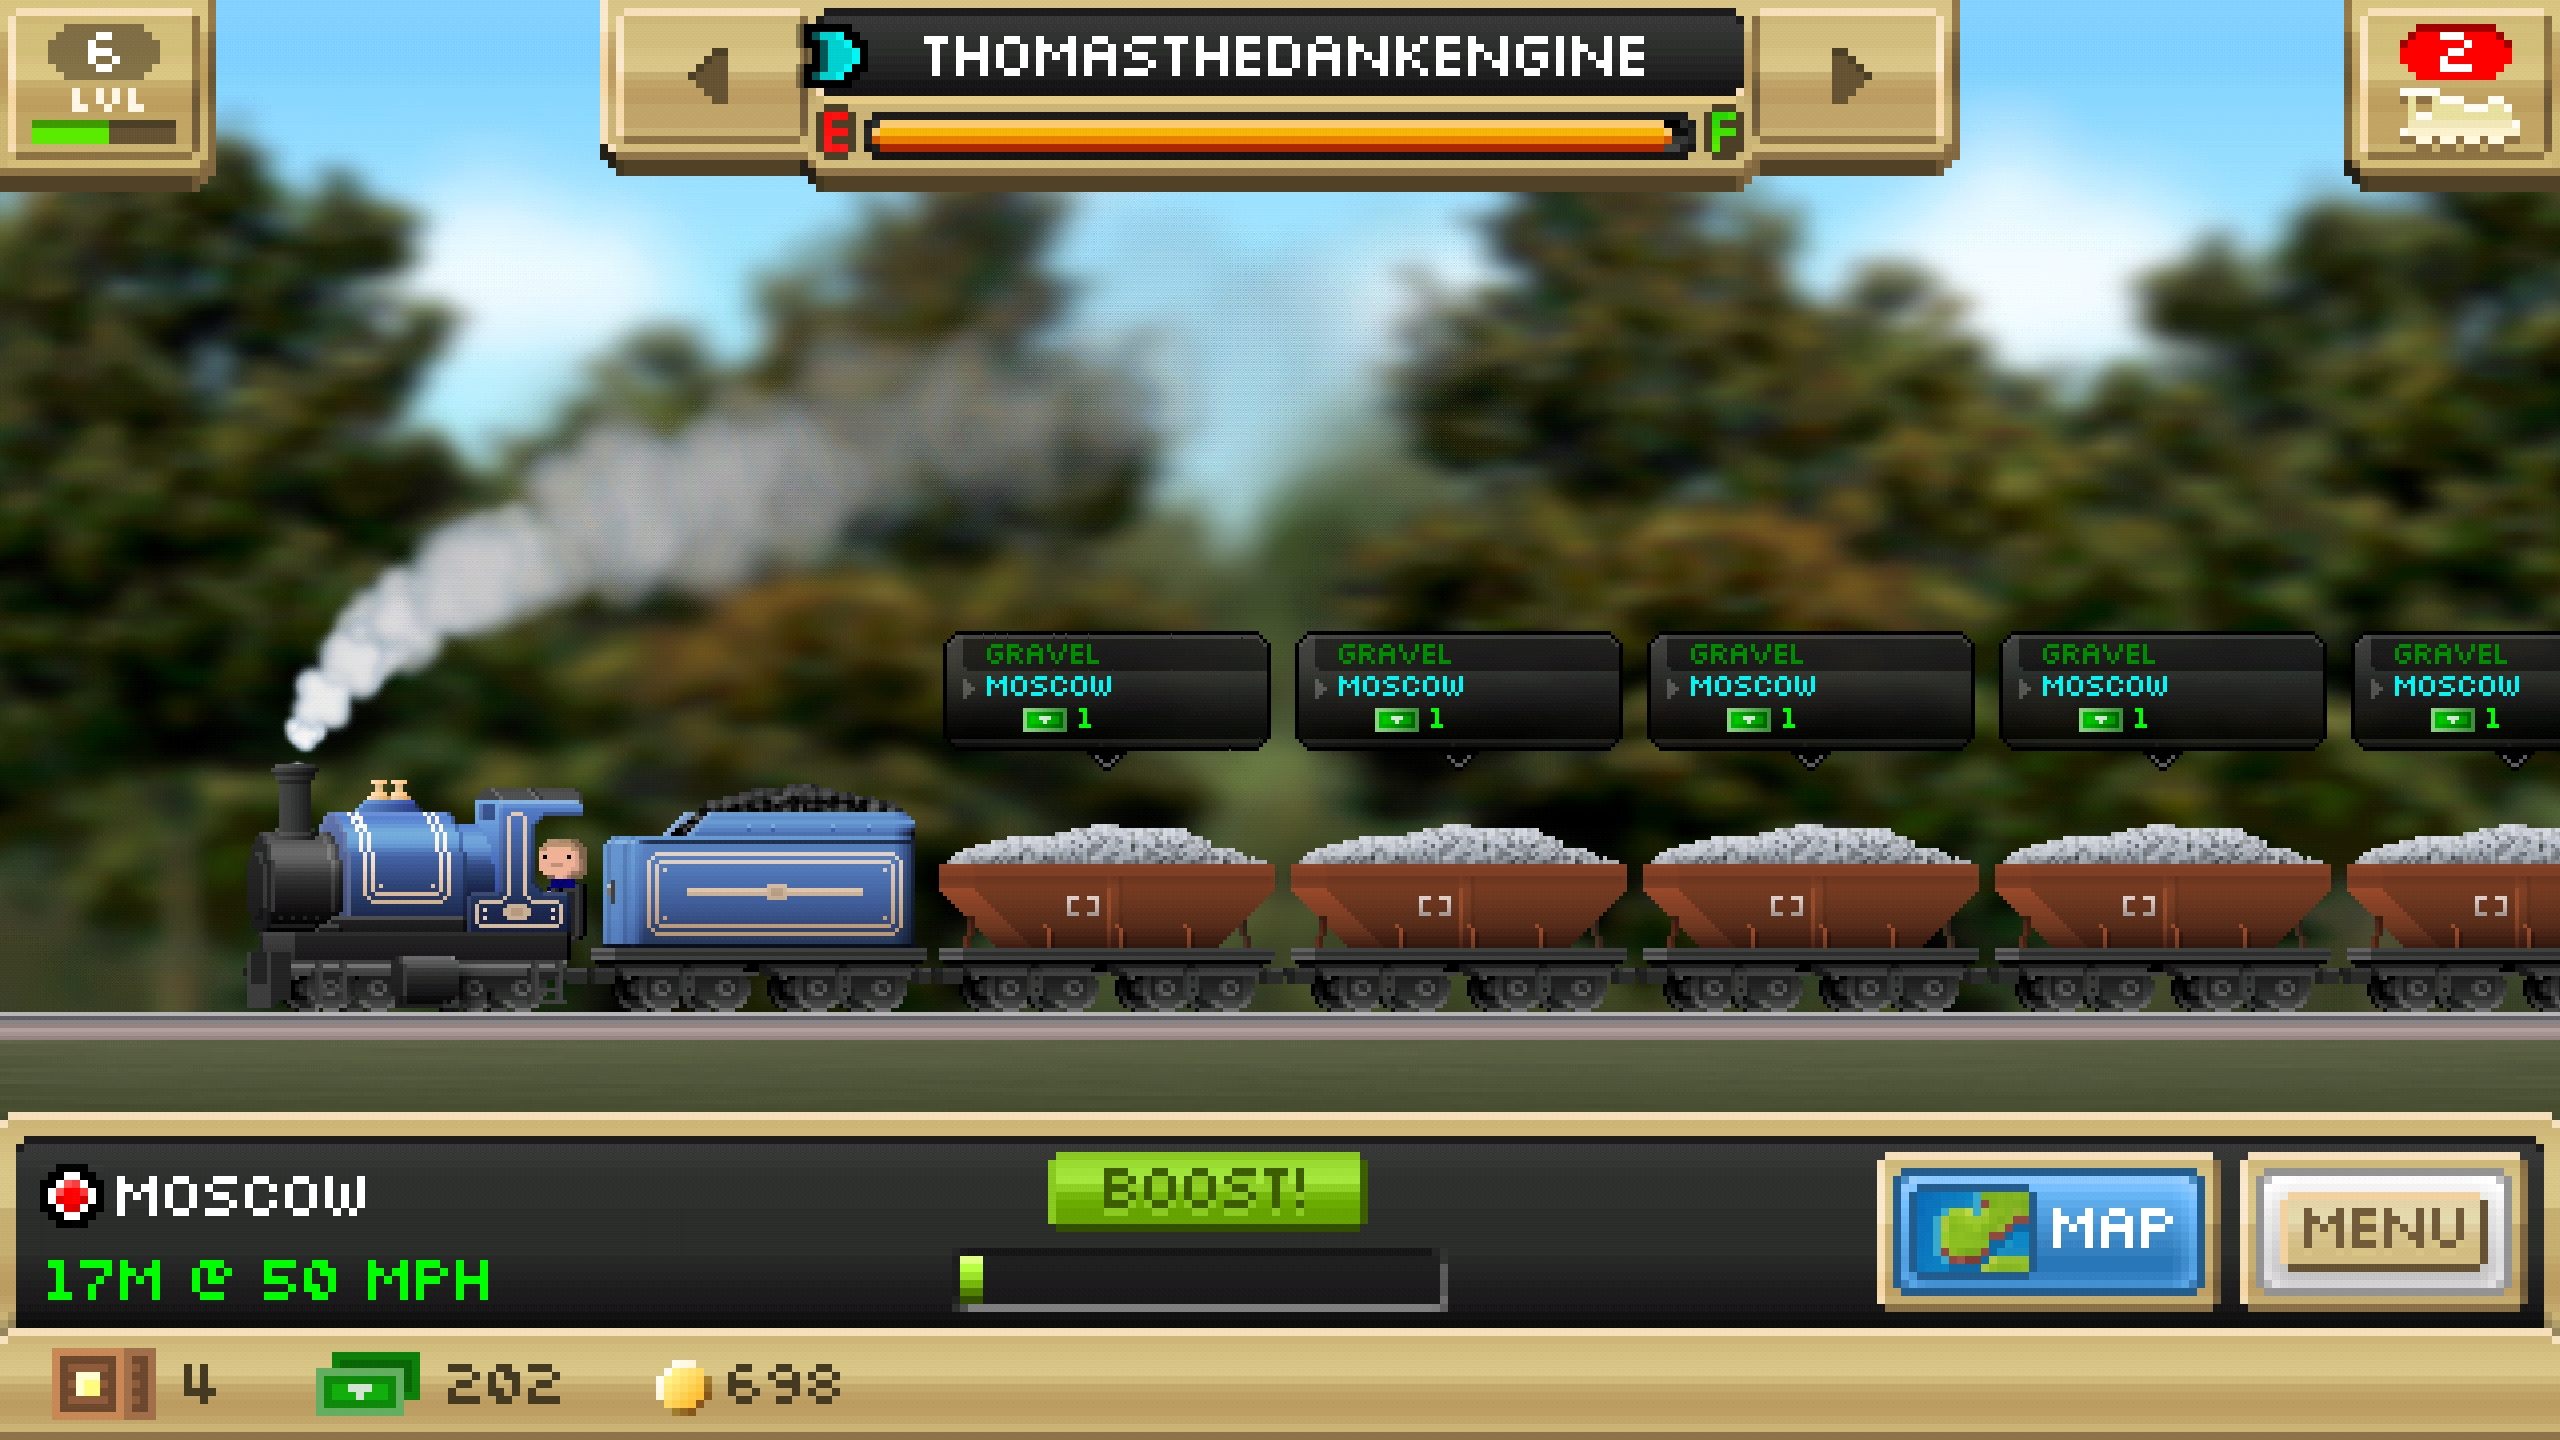 6
LVL
THOMASTHEDANKENGINE
E F
2
GRAVEL
MOSCOW
1
GRAVEL
MOSCOW
1
GRAVEL
MOSCOW
1
GRAVEL
MOSCOW
1
GRAVEL
MOSCOW
1
MOSCOW
17M @ 50 MPH
BOOST!
MAP
MENU
4 202 698